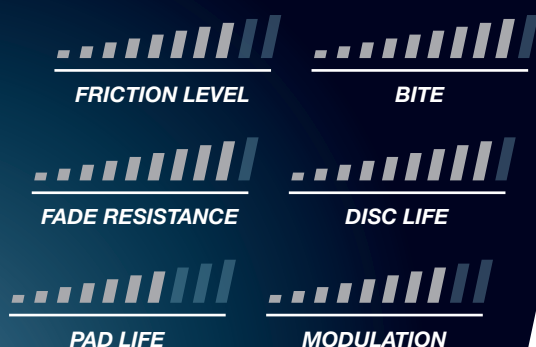 FRICTION LEVEL
BITE
FADE RESISTANCE
DISC LIFE
PAD LIFE
MODULATION